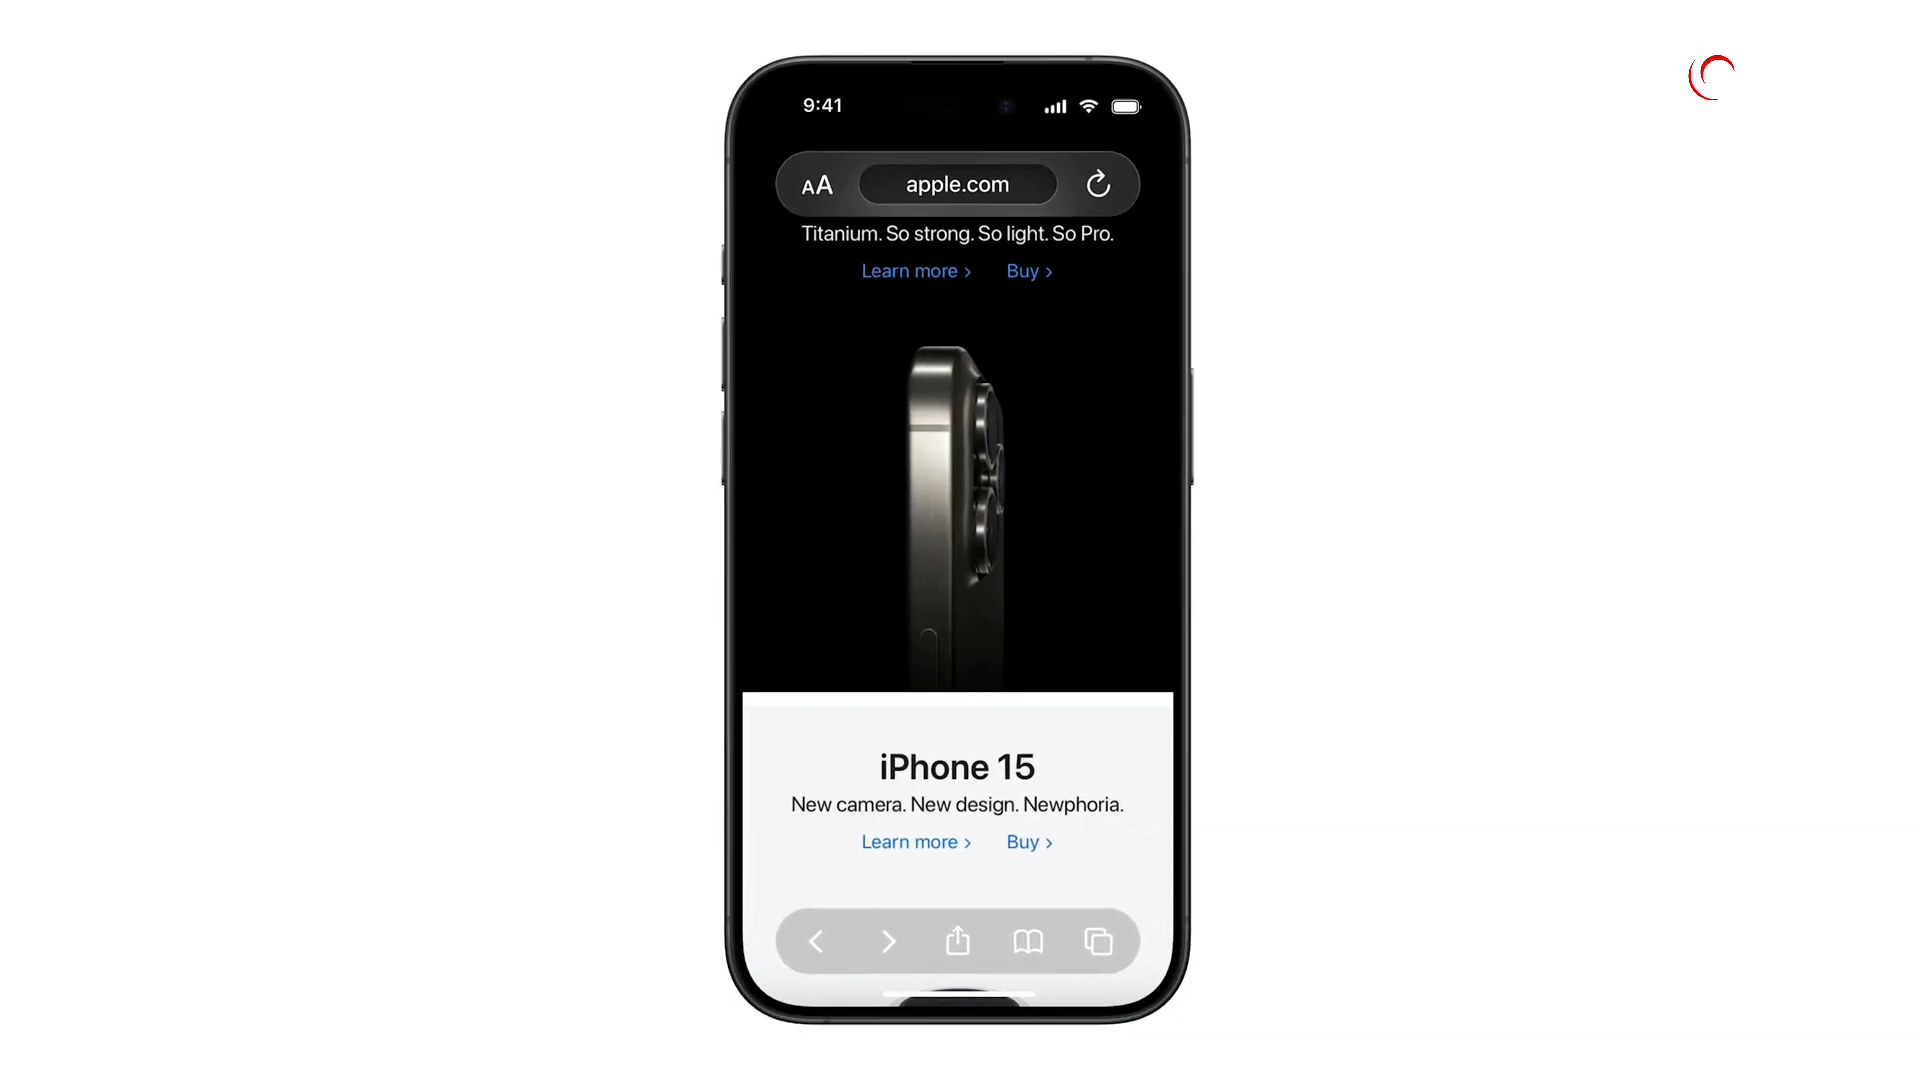 9:41
AA apple.com
Titanium. So strong. So light. So Pro.
Learn more > Buy >
iPhone 15
New camera. New design. Newphoria.
Learn more > Buy >